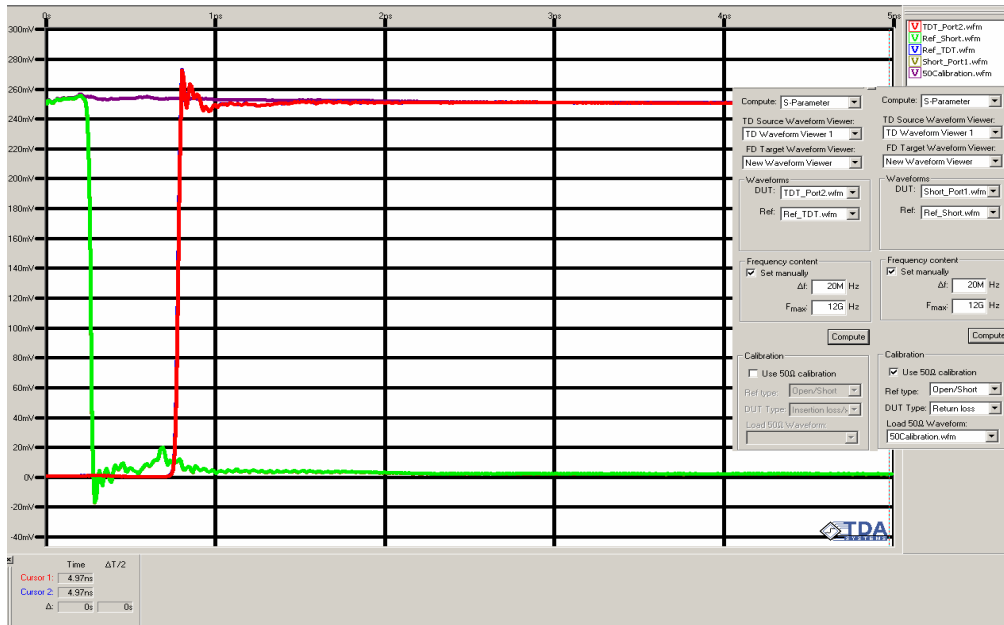 0s 1ns 2ns 3ns 4ns 5ns
300mV
280mV
260mV
240mV
220mV
200mV
180mV
160mV
140mV
120mV
100mV
80mV
60mV
40mV
20mV
0V
-20mV
-40mV
TDA
SYSTEMS
V TDT_Port2.wfm
V Ref_Short.wfm
V Ref_TDT.wfm
V Short_Port1.wfm
V 50Calibration.wfm
Compute: S-Parameter
TD Source Waveform Viewer:
TD Waveform Viewer 1
FD Target Waveform Viewer:
New Waveform Viewer
Waveforms
DUT: TDT_Port2.wfm
Ref: Ref_TDT.wfm
Frequency content
Set manually
Δf: 20M Hz
Fmax: 12G Hz
Compute
Calibration
Use 50Ω calibration
Ref type: Open/Short
DUT Type: Insertion loss/
Load 50Ω Waveform:
Compute: S-Parameter
TD Source Waveform Viewer:
TD Waveform Viewer 1
FD Target Waveform Viewer:
New Waveform Viewer
Waveforms
DUT: Short_Port1.wfm
Ref: Ref_Short.wfm
Frequency content
Set manually
Δf: 20M Hz
Fmax: 12G Hz
Compute
Calibration
Use 50Ω calibration
Ref type: Open/Short
DUT Type: Return loss
Load 50Ω Waveform:
50Calibration.wfm
Time ΔT/2
Cursor 1: 4.97ns
Cursor 2: 4.97ns
Δ: 0s 0s